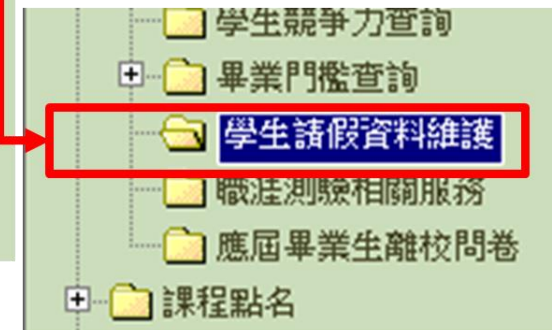 學生競爭力查詢
畢業門檻查詢
學生請假資料維護
職涯測驗相關服務
應屆畢業生離校問卷
課程點名